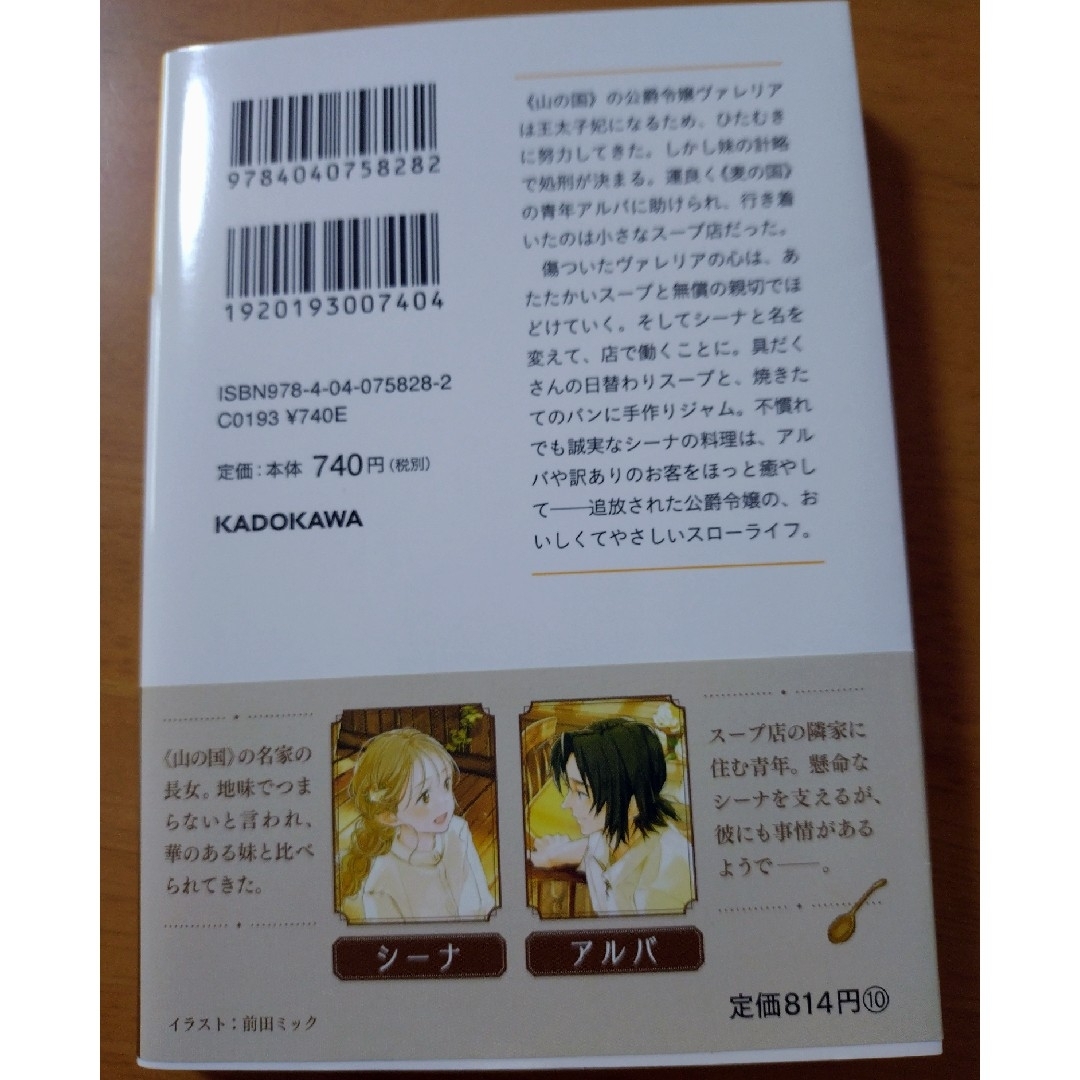 9784040758282
1920193007404
ISBN978-4-04-075828-2
C0193 ¥740E
定価：本体 740円（税別）
KADOKAWA
《山の国》の公爵令嬢ヴァレリア
は王太子妃になるため、ひたむき
に努力してきた。しかし妹の計略
で処刑が決まる。運良く《麦の国》
の青年アルバに助けられ、行き着
いたのは小さなスープ店だった。
傷ついたヴァレリアの心は、あ
たたかいスープと無償の親切でほ
どけていく。そしてシーナと名を
変えて、店で働くことに。具だく
さんの日替わりスープと、焼きた
てのパンに手作りジャム。不慣れ
でも誠実なシーナの料理は、アル
バや訳ありのお客をほっと癒やし
て――追放された公爵令嬢の、お
いしくてやさしいスローライフ。
《山の国》の名家の
長女。地味でつま
らないと言われ、
華のある妹と比べ
られてきた。
シーナ
アルバ
スープ店の隣家に
住む青年。懸命な
シーナを支えるが、
彼にも事情がある
ようで――。
イラスト：前田ミック
定価814円⑩